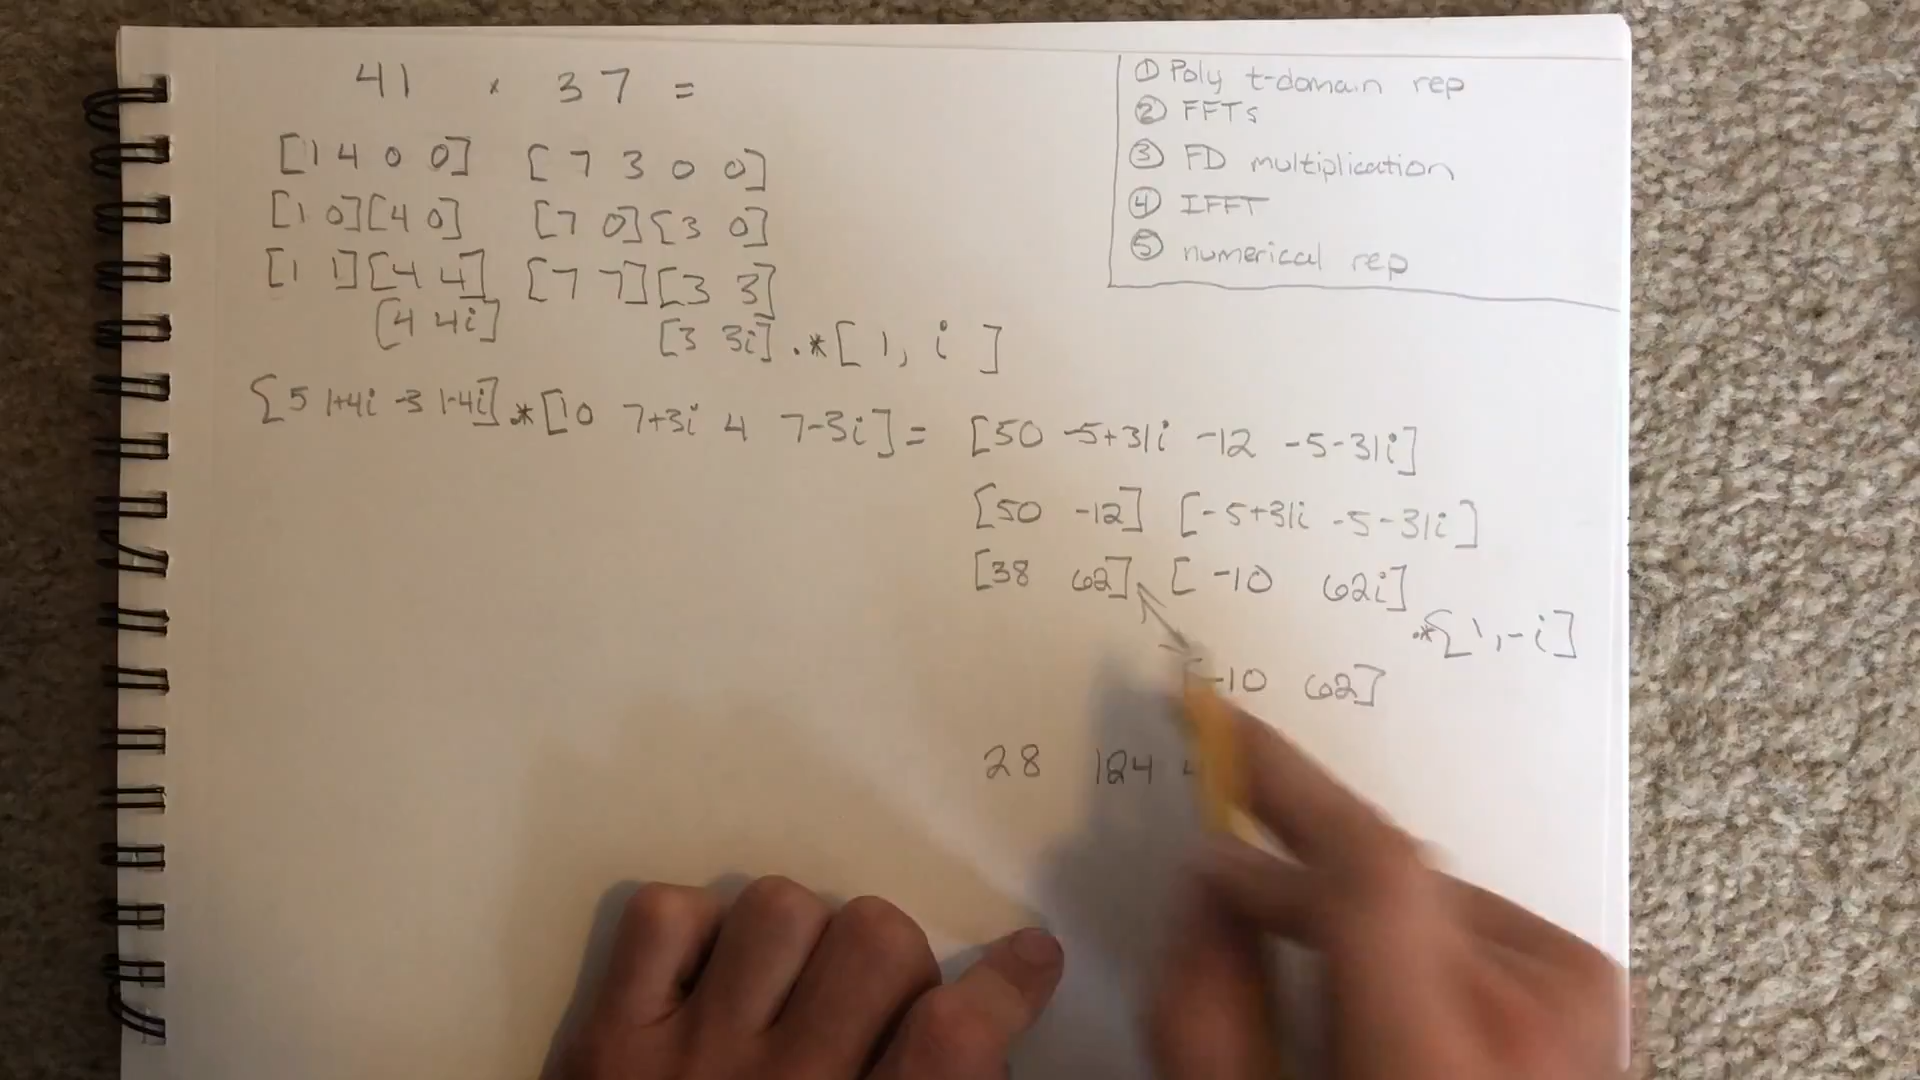 41 × 37 =
[1 4 0 0] [7 3 0 0]
[1 0][4 0] [7 0][3 0]
[1 1][4 4] [7 7][3 3]
[4 4i] [3 3i] .*[1, i]
[5 1+4i -3 1-4i].*[10 7+3i 4 7-3i] = [50 -5+31i -12 -5-31i]
[50 -12] [-5+31i -5-31i]
[38 62] [-10 62i]
.*[1,-i]
[-10 62]
28 124
① Poly t-domain rep
② FFTs
③ FD multiplication
④ IFFT
⑤ numerical rep